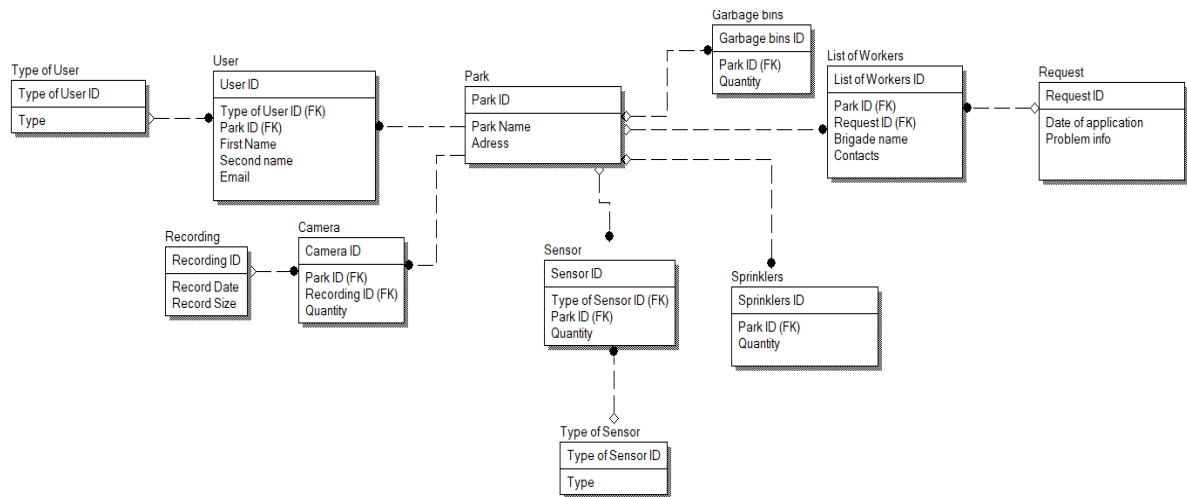 Type of User
Type of User ID
Type
User
User ID
Type of User ID (FK)
Park ID (FK)
First Name
Second name
Email
Park
Park ID
Park Name
Adress
Garbage bins
Garbage bins ID
Park ID (FK)
Quantity
List of Workers
List of Workers ID
Park ID (FK)
Request ID (FK)
Brigade name
Contacts
Request
Request ID
Date of application
Problem info
Recording
Recording ID
Record Date
Record Size
Camera
Camera ID
Park ID (FK)
Recording ID (FK)
Quantity
Sensor
Sensor ID
Type of Sensor ID (FK)
Park ID (FK)
Quantity
Sprinklers
Sprinklers ID
Park ID (FK)
Quantity
Type of Sensor
Type of Sensor ID
Type